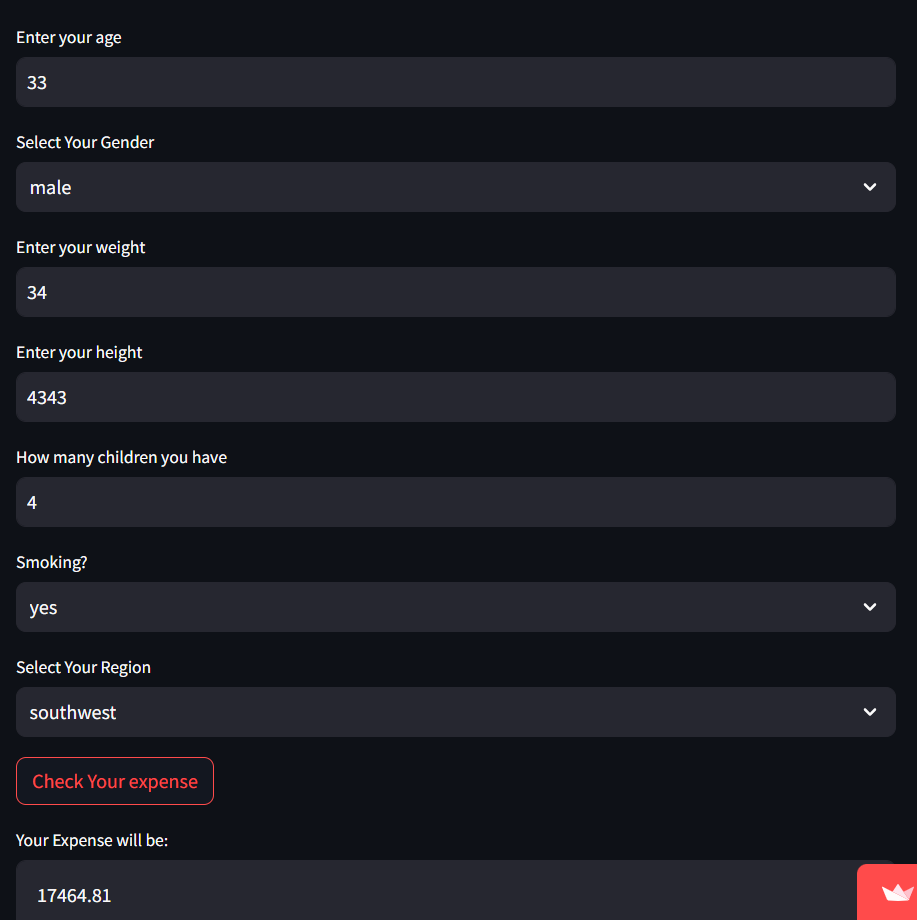 Enter your age
33
Select Your Gender
male
Enter your weight
34
Enter your height
4343
How many children you have
4
Smoking?
yes
Select Your Region
southwest
Check Your expense
Your Expense will be:
17464.81